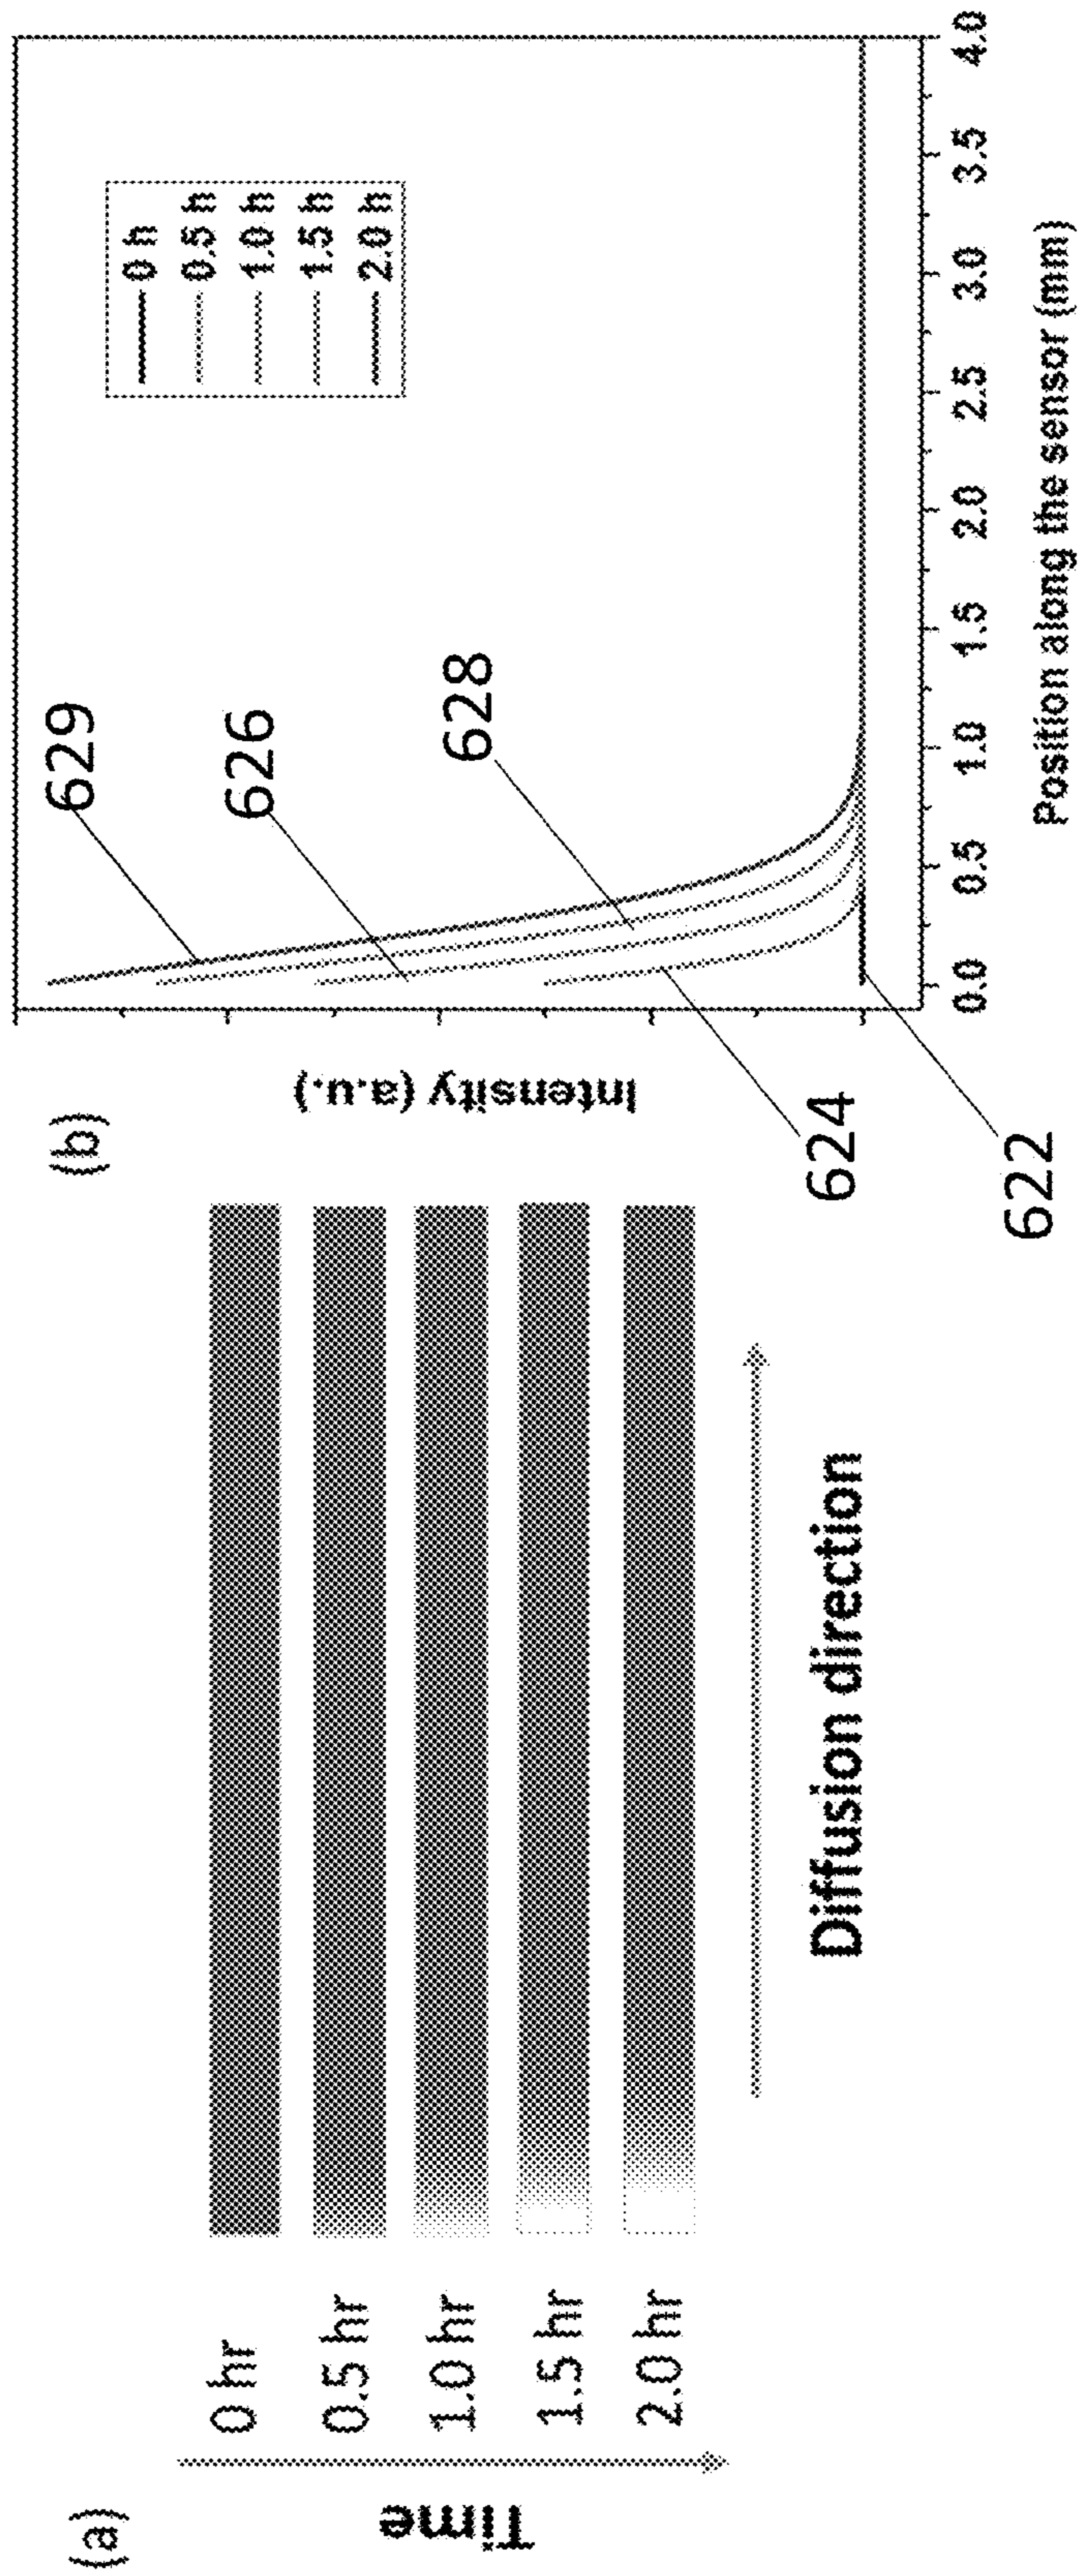 (a)
Time
0 hr
0.5 hr
1.0 hr
1.5 hr
2.0 hr
Diffusion direction
(b)
Intensity (a.u.)
629
626
628
624
622
0 h
0.5 h
1.0 h
1.5 h
2.0 h
0.0 0.5 1.0 1.5 2.0 2.5 3.0 3.5 4.0
Position along the sensor (mm)